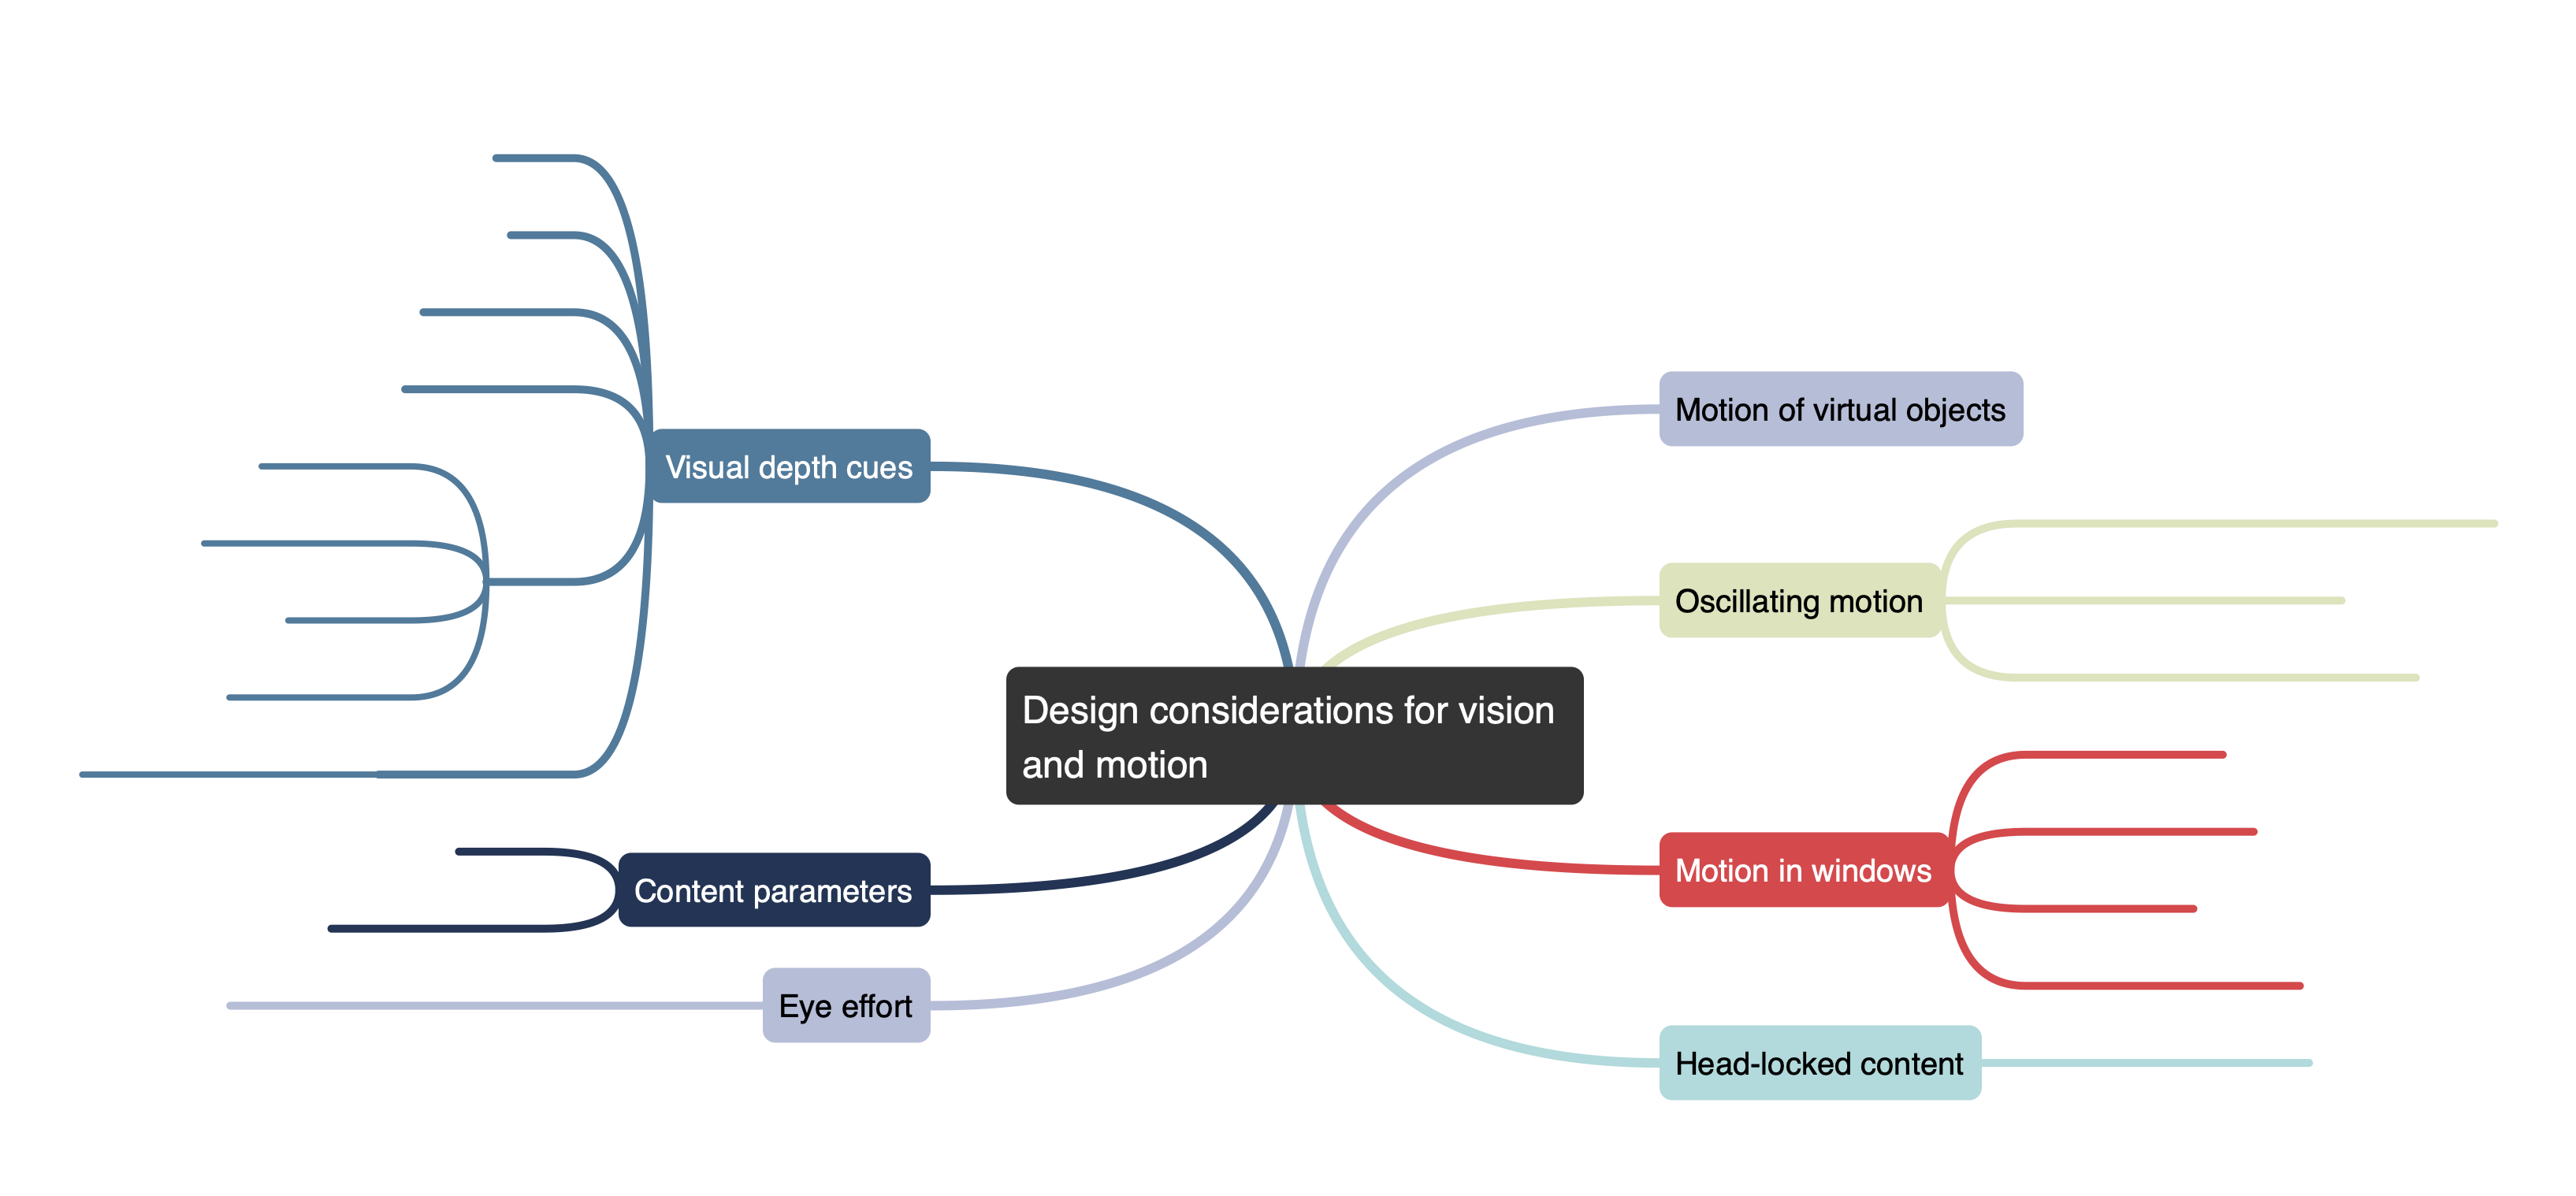 Visual depth cues
Content parameters
Eye effort
Design considerations for vision
and motion
Motion of virtual objects
Oscillating motion
Motion in windows
Head-locked content